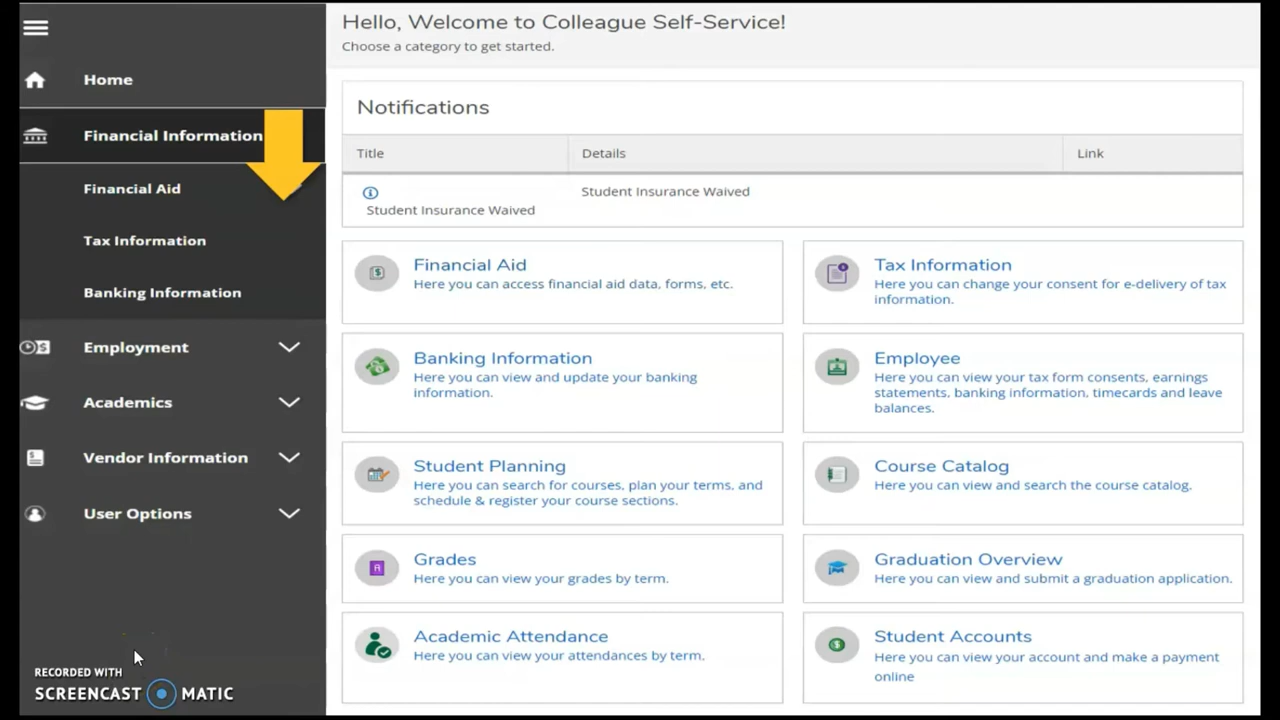 Hello, Welcome to Colleague Self-Service!
Choose a category to get started.
Home
Financial Information
Financial Aid
Tax Information
Banking Information
Employment
Academics
Vendor Information
User Options
RECORDED WITH
SCREENCAST MATIC
Notifications
Title Details Link
Student Insurance Waived
Student Insurance Waived
Financial Aid
Here you can access financial aid data, forms, etc.
Tax Information
Here you can change your consent for e-delivery of tax
information.
Banking Information
Here you can view and update your banking
information.
Employee
Here you can view your tax form consents, earnings
statements, banking information, timecards and leave
balances.
Student Planning
Here you can search for courses, plan your terms, and
schedule & register your course sections.
Course Catalog
Here you can view and search the course catalog.
Grades
Here you can view your grades by term.
Graduation Overview
Here you can view and submit a graduation application.
Academic Attendance
Here you can view your attendances by term.
Student Accounts
Here you can view your account and make a payment
online